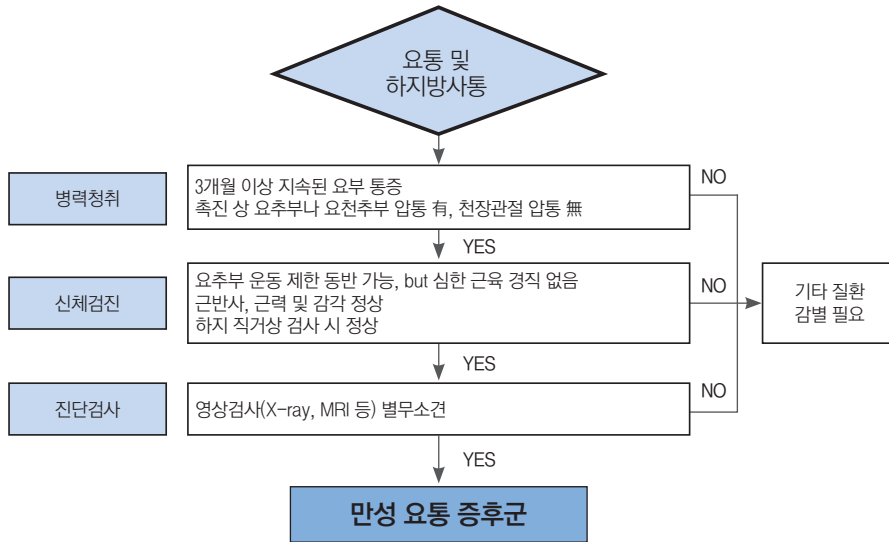 요통 및
하지방사통
병력청취
3개월 이상 지속된 요부 통증
촉진 상 요추부나 요천추부 압통 有, 천장관절 압통 無
NO
YES
신체검진
요추부 운동 제한 동반 가능, but 심한 근육 경직 없음
근반사, 근력 및 감각 정상
하지 직거상 검사 시 정상
NO
기타 질환
감별 필요
YES
진단검사
영상검사(X-ray, MRI 등) 별무소견
NO
YES
만성 요통 증후군